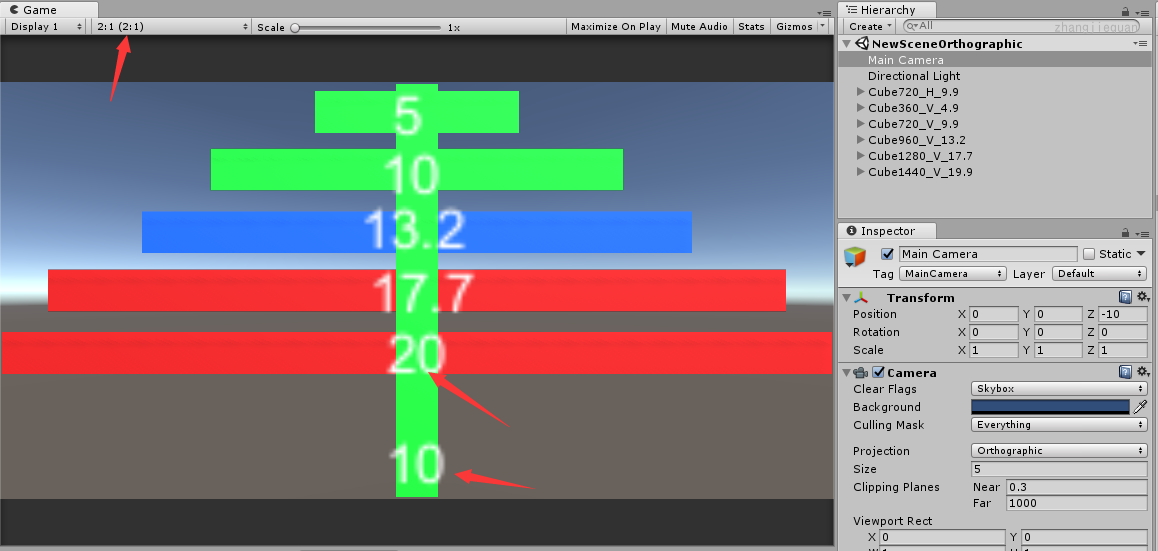 Game
Display 1
2:1 (2:1)
Scale
1x
Maximize On Play
Mute Audio
Stats
Gizmos
5
10
13.2
17.7
20
10
Hierarchy
Create
All
zhangjiequan
NewSceneOrthographic
Main Camera
Directional Light
Cube720_H_9.9
Cube360_V_4.9
Cube720_V_9.9
Cube960_V_13.2
Cube1280_V_17.7
Cube1440_V_19.9
Inspector
Main Camera
Static
Tag MainCamera Layer Default
Transform
Position X 0 Y 0 Z -10
Rotation X 0 Y 0 Z 0
Scale X 1 Y 1 Z 1
Camera
Clear Flags Skybox
Background
Culling Mask Everything
Projection Orthographic
Size 5
Clipping Planes Near 0.3
Far 1000
Viewport Rect
X 0 Y 0